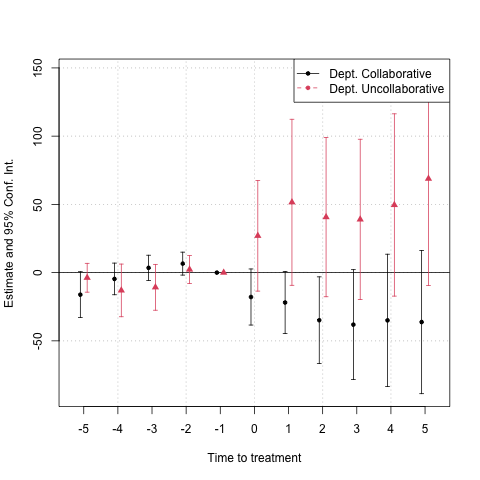 Dept. Collaborative
Dept. Uncollaborative
Estimate and 95% Conf. Int.
150
100
50
0
-50
-5 -4 -3 -2 -1 0 1 2 3 4 5
Time to treatment